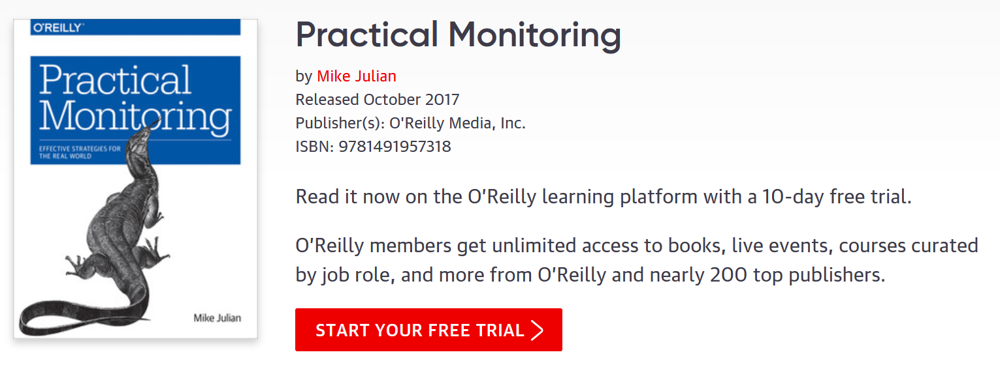 O'REILLY®
Practical
Monitoring
EFFECTIVE STRATEGIES FOR
THE REAL WORLD
Mike Julian
Practical Monitoring
by Mike Julian
Released October 2017
Publisher(s): O'Reilly Media, Inc.
ISBN: 9781491957318
Read it now on the O’Reilly learning platform with a 10-day free trial.
O’Reilly members get unlimited access to books, live events, courses curated
by job role, and more from O’Reilly and nearly 200 top publishers.
START YOUR FREE TRIAL